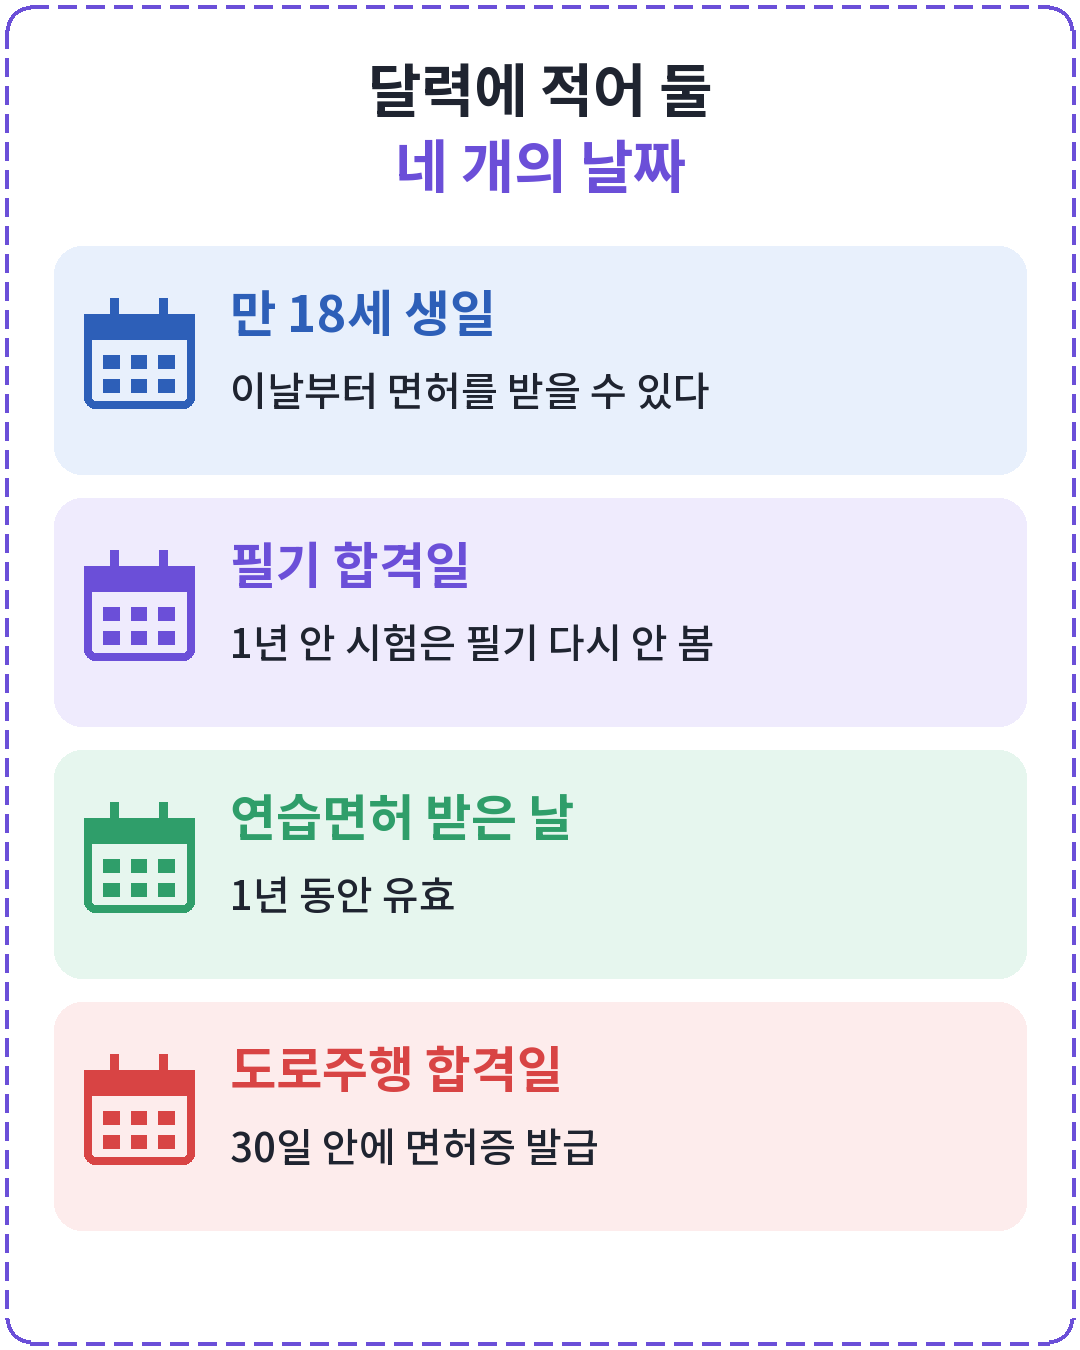 달력에 적어 둘
네 개의 날짜
만 18세 생일
이날부터 면허를 받을 수 있다
필기 합격일
1년 안 시험은 필기 다시 안 봄
연습면허 받은 날
1년 동안 유효
도로주행 합격일
30일 안에 면허증 발급